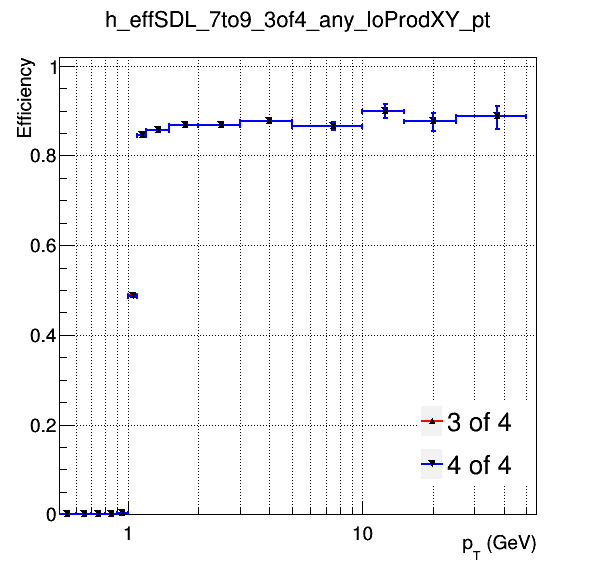 h_effSDL_7to9_3of4_any_loProdXY_pt
Efficiency
1
0.8
0.6
0.4
0.2
0
3 of 4
4 of 4
1
10
p_T (GeV)